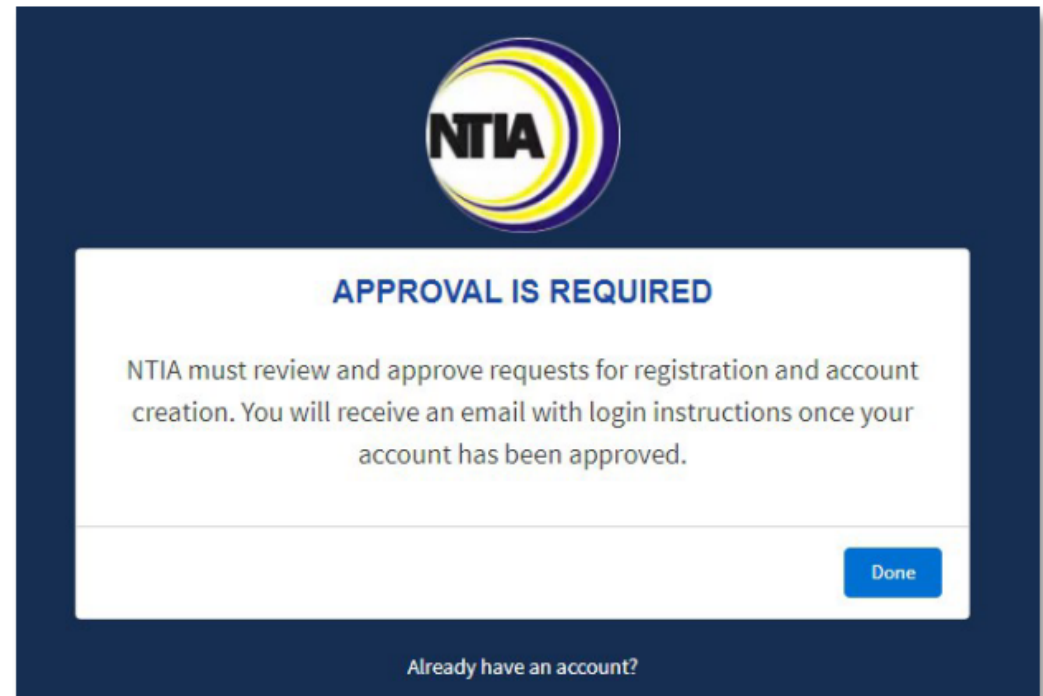 NTIA
APPROVAL IS REQUIRED
NTIA must review and approve requests for registration and account
creation. You will receive an email with login instructions once your
account has been approved.
Done
Already have an account?